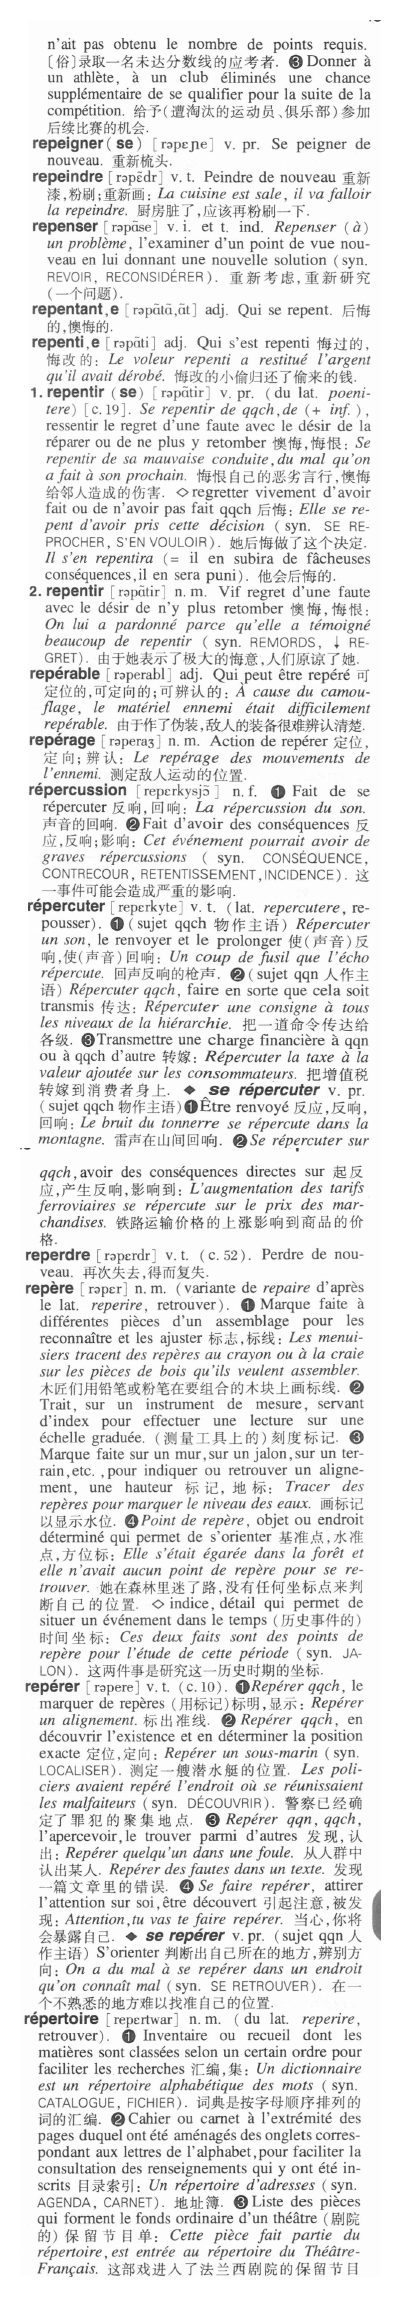 n'ait pas obtenu le nombre de points requis.
〔俗〕录取一名未达分数线的应考者. ❸ Donner à
un athlète, à un club éliminés une chance
supplémentaire de se qualifier pour la suite de la
compétition. 给予(遭淘汰的运动员、俱乐部)参加
后续比赛的机会.
repeigner(se) [rəpɛɲe] v. pr. Se peigner de
nouveau. 重新梳头.
repeindre [rəpɛ̃dr] v. t. Peindre de nouveau 重新
漆,粉刷;重新画: La cuisine est sale, il va falloir
la repeindre. 厨房脏了,应该再粉刷一下.
repenser [rəpɑ̃se] v. i. et t. ind. Repenser (à)
un problème, l'examiner d'un point de vue nou-
veau en lui donnant une nouvelle solution (syn.
REVOIR, RECONSIDÉRER). 重新考虑,重新研究
(一个问题).
repentant,e [rəpɑ̃tɑ̃,ɑ̃t] adj. Qui se repent. 后悔
的,懊悔的.
repenti,e [rəpɑ̃ti] adj. Qui s'est repenti 悔过的,
悔改的: Le voleur repenti a restitué l'argent
qu'il avait dérobé. 悔改的小偷归还了偷来的钱.
1. repentir (se) [rəpɑ̃tir] v. pr. (du lat. poeni-
tere) [c.19]. Se repentir de qqch,de (+ inf.),
ressentir le regret d'une faute avec le désir de la
réparer ou de ne plus y retomber 懊悔,悔恨: Se
repentir de sa mauvaise conduite,du mal qu'on
a fait à son prochain. 悔恨自己的恶劣言行,懊悔
给邻人造成的伤害. ◇regretter vivement d'avoir
fait ou de n'avoir pas fait qqch 后悔: Elle se re-
pent d'avoir pris cette décision (syn. SE RE-
PROCHER, S'EN VOULOIR). 她后悔做了这个决定.
Il s'en repentira (= il en subira de fâcheuses
conséquences,il en sera puni). 他会后悔的.
2. repentir [rəpɑ̃tir] n. m. Vif regret d'une faute
avec le désir de n'y plus retomber 懊悔,悔恨:
On lui a pardonné parce qu'elle a témoigné
beaucoup de repentir (syn. REMORDS, ↓ RE-
GRET). 由于她表示了极大的悔意,人们原谅了她.
repérable [rəperabl] adj. Qui peut être repéré 可
定位的,可定向的;可辨认的: À cause du camou-
flage, le matériel ennemi était difficilement
repérable. 由于作了伪装,敌人的装备很难辨认清楚.
repérage [rəperaʒ] n. m. Action de repérer 定位,
定向;辨认: Le repérage des mouvements de
l'ennemi. 测定敌人运动的位置.
répercussion [repɛrkysjɔ̃] n. f. ❶ Fait de se
répercuter 反响,回响: La répercussion du son.
声音的回响. ❷Fait d'avoir des conséquences 反
应,反响;影响: Cet événement pourrait avoir de
graves répercussions (syn. CONSÉQUENCE,
CONTRECOUR, RETENTISSEMENT,INCIDENCE). 这
一事件可能会造成严重的影响.
répercuter [repɛrkyte] v. t. (lat. repercutere, re-
pousser). ❶(sujet qqch 物作主语) Répercuter
un son, le renvoyer et le prolonger 使(声音)反
响,使(声音)回响: Un coup de fusil que l'écho
répercute. 回声反响的枪声. ❷(sujet qqn 人作主
语) Répercuter qqch, faire en sorte que cela soit
transmis 传达: Répercuter une consigne à tous
les niveaux de la hiérarchie. 把一道命令传达给
各级. ❸Transmettre une charge financière à qqn
ou à qqch d'autre 转嫁: Répercuter la taxe à la
valeur ajoutée sur les consommateurs. 把增值税
转嫁到消费者身上. ◆ se répercuter v. pr.
(sujet qqch 物作主语)❶Être renvoyé 反应,反响,
回响: Le bruit du tonnerre se répercute dans la
montagne. 雷声在山间回响. ❷Se répercuter sur
qqch,avoir des conséquences directes sur 起反
应,产生反响,影响到: L'augmentation des tarifs
ferroviaires se répercute sur le prix des mar-
chandises. 铁路运输价格的上涨影响到商品的价
格.
reperdre [rəpɛrdr] v.t. (c.52). Perdre de nou-
veau. 再次失去,得而复失.
repère [rəpɛr] n. m. (variante de repaire d'après
le lat. reperire, retrouver). ❶ Marque faite à
différentes pièces d'un assemblage pour les
reconnaître et les ajuster 标志,标线: Les menui-
siers tracent des repères au crayon ou à la craie
sur les pièces de bois qu'ils veulent assembler.
木匠们用铅笔或粉笔在要组合的木块上画标线. ❷
Trait, sur un instrument de mesure, servant
d'index pour effectuer une lecture sur une
échelle graduée. (测量工具上的)刻度标记. ❸
Marque faite sur un mur,sur un jalon,sur un ter-
rain,etc.,pour indiquer ou retrouver un aligne-
ment, une hauteur 标记,地标: Tracer des
repères pour marquer le niveau des eaux. 画标记
以显示水位. ❹Point de repère, objet ou endroit
déterminé qui permet de s'orienter 基准点,水准
点,方位标: Elle s'était égarée dans la forêt et
elle n'avait aucun point de repère pour se re-
trouver. 她在森林里迷了路,没有任何坐标点来判
断自己的位置. ◇ indice, détail qui permet de
situer un événement dans le temps (历史事件的)
时间坐标: Ces deux faits sont des points de
repère pour l'étude de cette période (syn. JA-
LON). 这两件事是研究这一历史时期的坐标.
repérer [rəpere] v.t. (c.10). ❶Repérer qqch, le
marquer de repères (用标记)标明,显示: Repérer
un alignement. 标出准线. ❷ Repérer qqch, en
découvrir l'existence et en déterminer la position
exacte 定位,定向: Repérer un sous-marin (syn.
LOCALISER). 测定一艘潜水艇的位置. Les poli-
ciers avaient repéré l'endroit où se réunissaient
les malfaiteurs (syn. DÉCOUVRIR). 警察已经确
定了罪犯的聚集地点. ❸ Repérer qqn, qqch,
l'apercevoir,le trouver parmi d'autres 发现,认
出: Repérer quelqu'un dans une foule. 从人群中
认出某人. Repérer des fautes dans un texte. 发现
一篇文章里的错误. ❹ Se faire repérer, attirer
l'attention sur soi,être découvert 引起注意,被发
现: Attention,tu vas te faire repérer. 当心,你将
会暴露自己. ◆ se repérer v. pr. (sujet qqn 人
作主语) S'orienter 判断出自己所在的地方,辨别方
向: On a du mal à se repérer dans un endroit
qu'on connaît mal (syn. SE RETROUVER). 在一
个不熟悉的地方难以找准自己的位置.
répertoire [repɛrtwar] n. m. (du lat. reperire,
retrouver). ❶ Inventaire ou recueil dont les
matières sont classées selon un certain ordre pour
faciliter les recherches 汇编,集: Un dictionnaire
est un répertoire alphabétique des mots (syn.
CATALOGUE, FICHIER). 词典是按字母顺序排列的
词的汇编. ❷Cahier ou carnet à l'extrémité des
pages duquel ont été aménagés des onglets corres-
pondant aux lettres de l'alphabet,pour faciliter la
consultation des renseignements qui y ont été in-
scrits 目录索引: Un répertoire d'adresses (syn.
AGENDA, CARNET). 地址簿. ❸Liste des pièces
qui forment le fonds ordinaire d'un théâtre (剧院
的)保留节目单: Cette pièce fait partie du
répertoire,est entrée au répertoire du Théâtre-
Français. 这部戏进入了法兰西剧院的保留节目